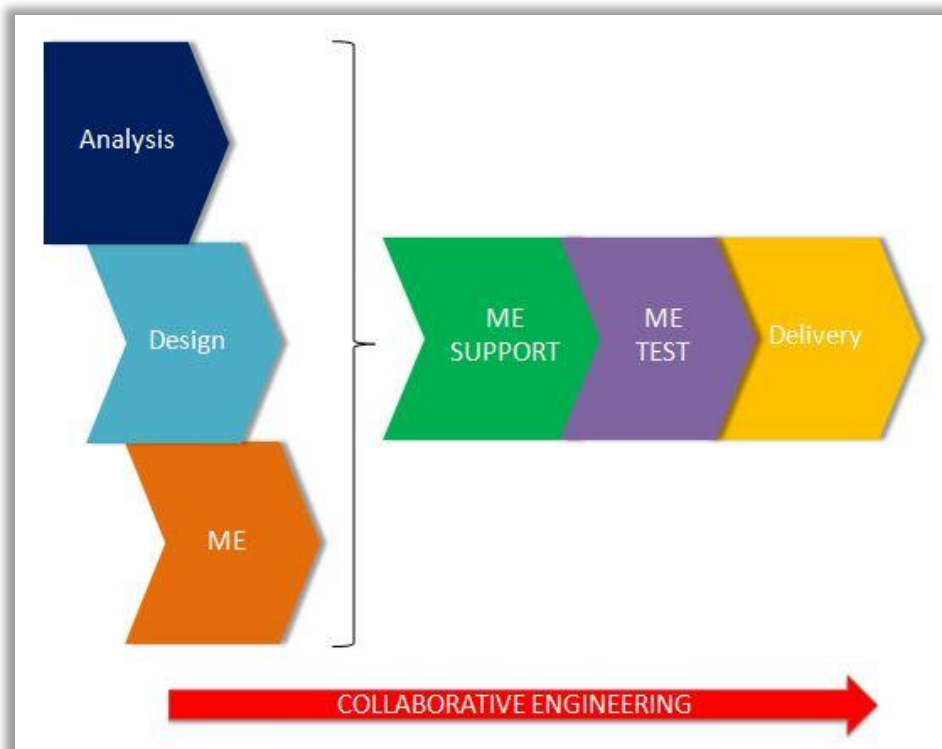 Analysis
Design
ME
ME
SUPPORT
ME
TEST
Delivery
COLLABORATIVE ENGINEERING